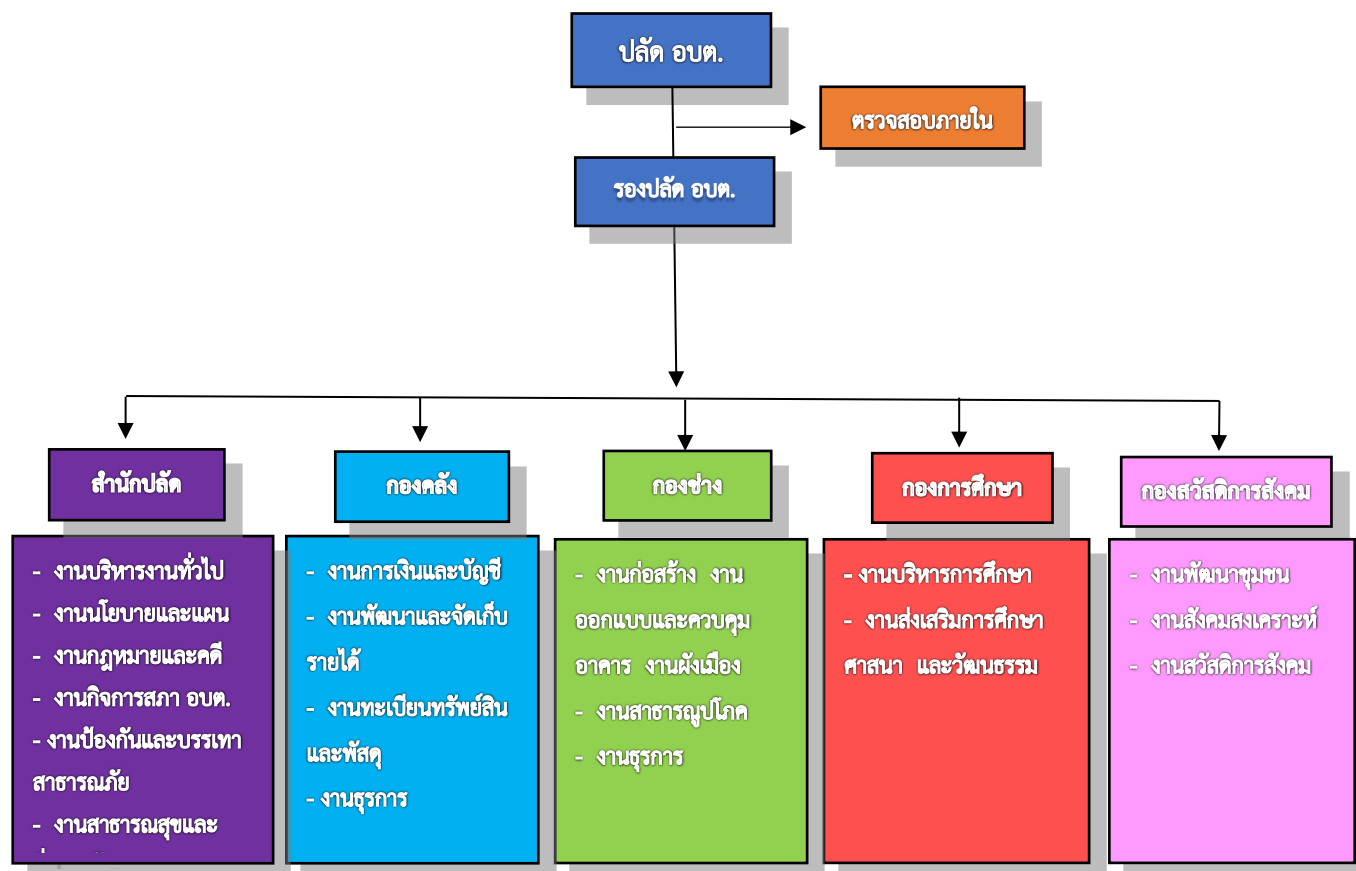 ปลัด อบต.
ตรวจสอบภายใน
รองปลัด อบต.
สำนักปลัด
- งานบริหารงานทั่วไป
- งานนโยบายและแผน
- งานกฎหมายและคดี
- งานกิจการสภา อบต.
- งานป้องกันและบรรเทา
สาธารณภัย
- งานสาธารณสุขและ
กองคลัง
- งานการเงินและบัญชี
- งานพัฒนาและจัดเก็บ
รายได้
- งานทะเบียนทรัพย์สิน
และพัสดุ
- งานธุรการ
กองช่าง
- งานก่อสร้าง งาน
ออกแบบและควบคุม
อาคาร งานผังเมือง
- งานสาธารณูปโภค
- งานธุรการ
กองการศึกษา
- งานบริหารการศึกษา
- งานส่งเสริมการศึกษา
ศาสนา และวัฒนธรรม
กองสวัสดิการสังคม
- งานพัฒนาชุมชน
- งานสังคมสงเคราะห์
- งานสวัสดิการสังคม